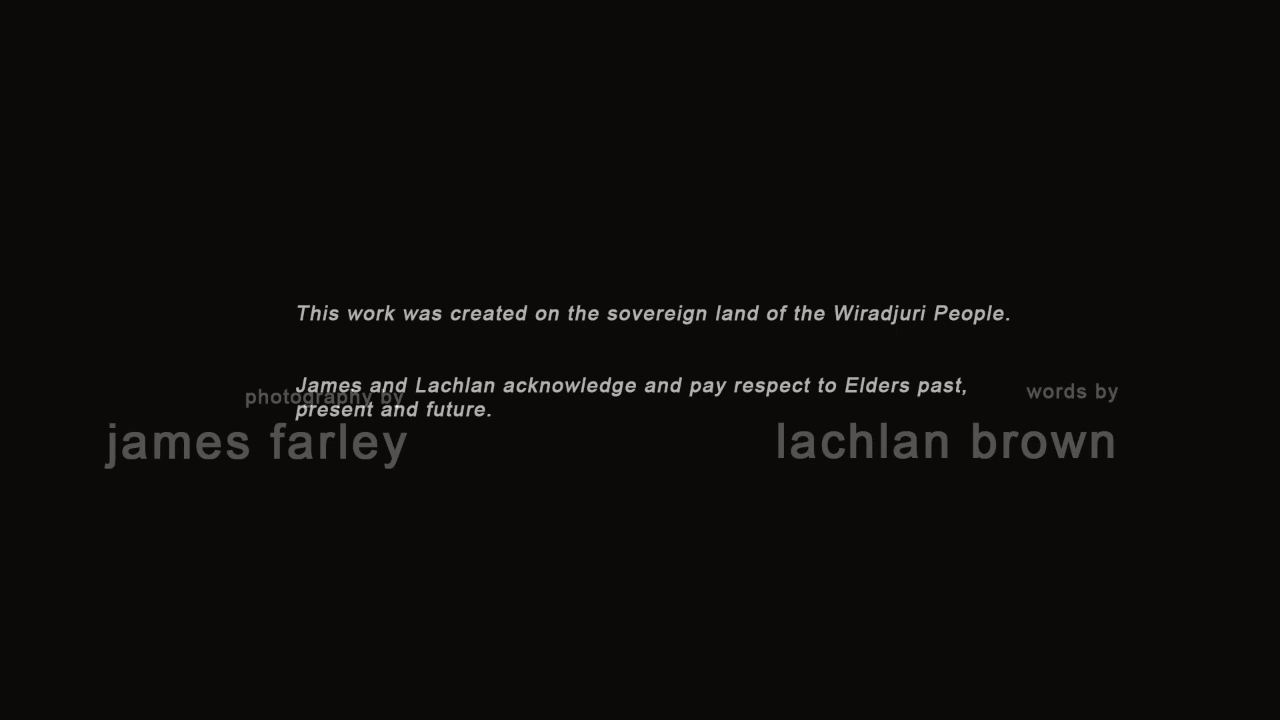 This work was created on the sovereign land of the Wiradjuri People.
James and Lachlan acknowledge and pay respect to Elders past,
present and future.
photography by
james farley
words by
lachlan brown